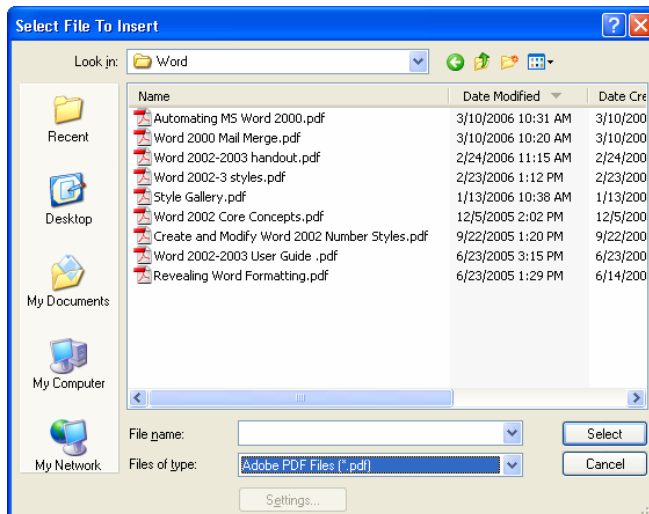 Select File To Insert
Look in: Word
Name Date Modified Date Cre
Automating MS Word 2000.pdf 3/10/2006 10:31 AM 3/10/200
Word 2000 Mail Merge.pdf 3/10/2006 10:20 AM 3/10/200
Word 2002-2003 handout.pdf 2/24/2006 11:15 AM 2/24/200
Word 2002-3 styles.pdf 2/23/2006 1:12 PM 2/23/200
Style Gallery.pdf 1/13/2006 10:38 AM 1/13/200
Word 2002 Core Concepts.pdf 12/5/2005 2:02 PM 12/5/200
Create and Modify Word 2002 Number Styles.pdf 9/22/2005 1:20 PM 9/22/200
Word 2002-2003 User Guide .pdf 6/23/2005 3:15 PM 6/23/200
Revealing Word Formatting.pdf 6/23/2005 1:29 PM 6/14/200
Recent
Desktop
My Documents
My Computer
My Network
File name: Select
Files of type: Adobe PDF Files (*.pdf) Cancel
Settings...